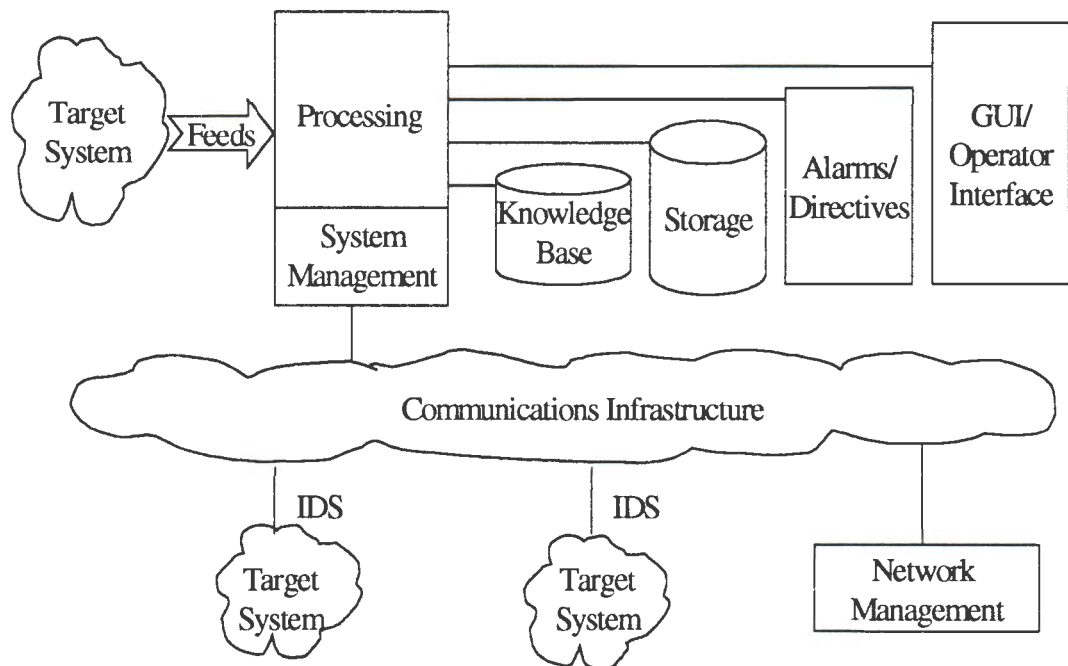 Target
System
Feeds
Processing
System
Management
Knowledge
Base
Storage
Alarms/
Directives
GUI/
Operator
Interface
Communications Infrastructure
IDS
Target
System
IDS
Target
System
Network
Management